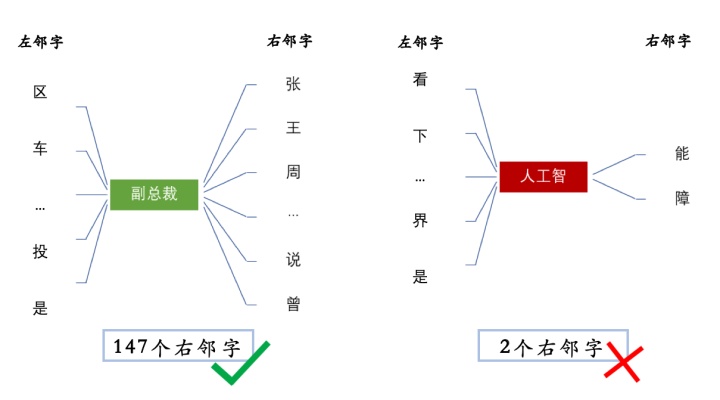 左邻字
区
车
...
投
是
副总裁
右邻字
张
王
周
...
说
曾
147个右邻字
左邻字
看
下
...
界
是
人工智
右邻字
能
障
2个右邻字